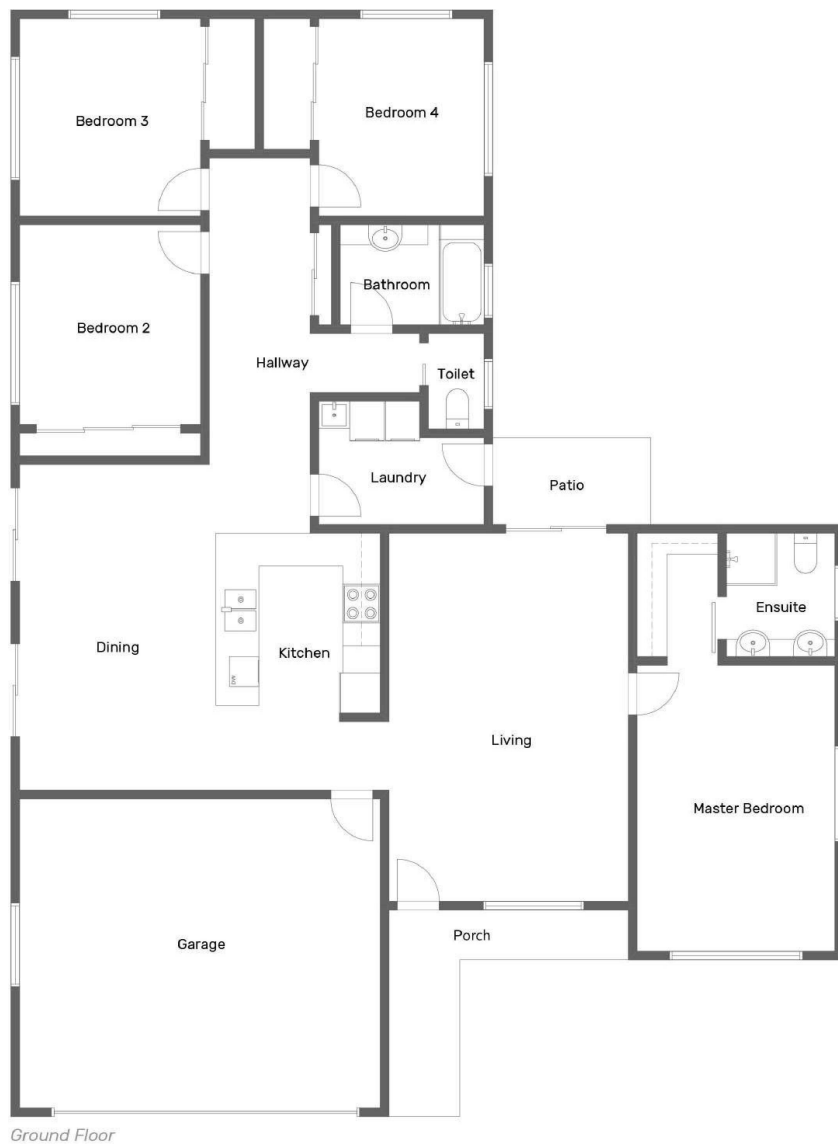 Bedroom 3
Bedroom 4
Bathroom
Bedroom 2
Hallway
Toilet
Laundry
Patio
Ensuite
Dining
Kitchen
DW
Living
Master Bedroom
Garage
Porch
Ground Floor